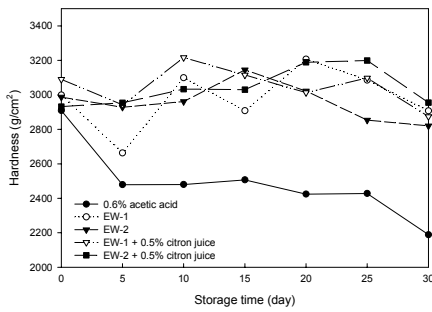 Hardness (g/cm²)
3400
3200
3000
2800
2600
2400
2200
2000
0.6% acetic acid
EW-1
EW-2
EW-1 + 0.5% citron juice
EW-2 + 0.5% citron juice
0 5 10 15 20 25 30
Storage time (day)